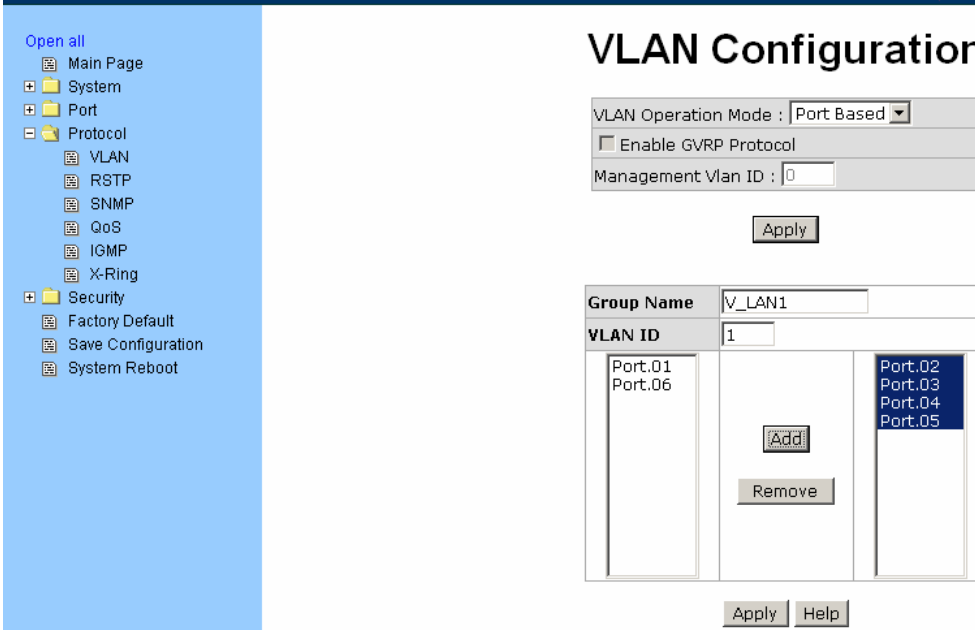 Open all
Main Page
System
Port
Protocol
VLAN
RSTP
SNMP
QoS
IGMP
X-Ring
Security
Factory Default
Save Configuration
System Reboot
VLAN Configuration
VLAN Operation Mode : Port Based
Enable GVRP Protocol
Management Vlan ID : 0
Apply
Group Name V_LAN1
VLAN ID 1
Port.01
Port.06
Add
Remove
Port.02
Port.03
Port.04
Port.05
Apply Help